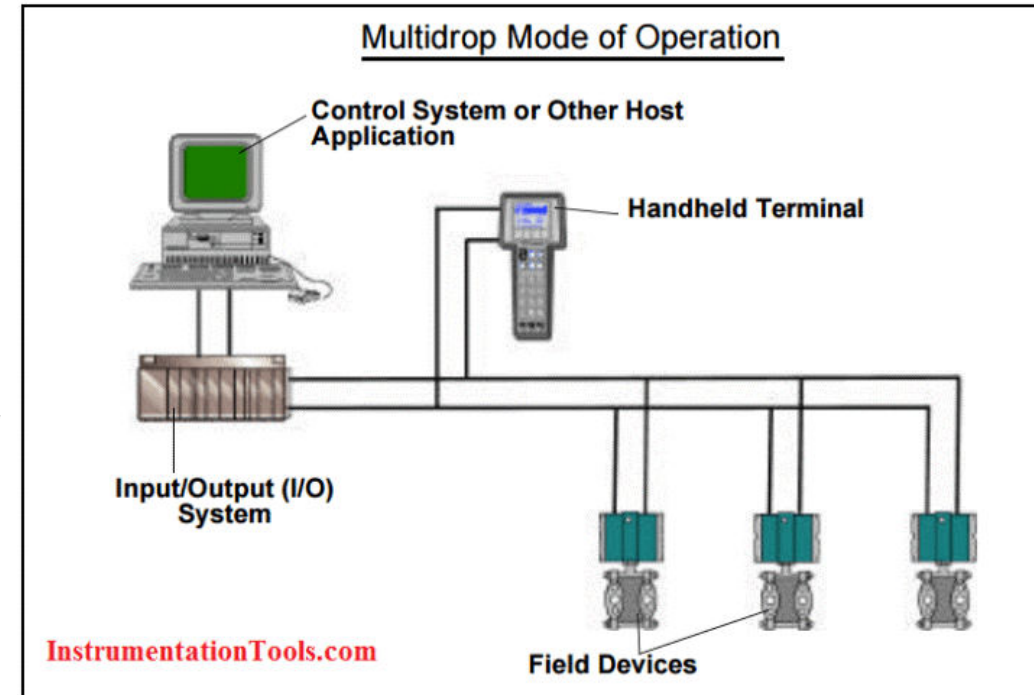 Multidrop Mode of Operation
Control System or Other Host
Application
Handheld Terminal
Input/Output (I/O)
System
Field Devices
InstrumentationTools.com